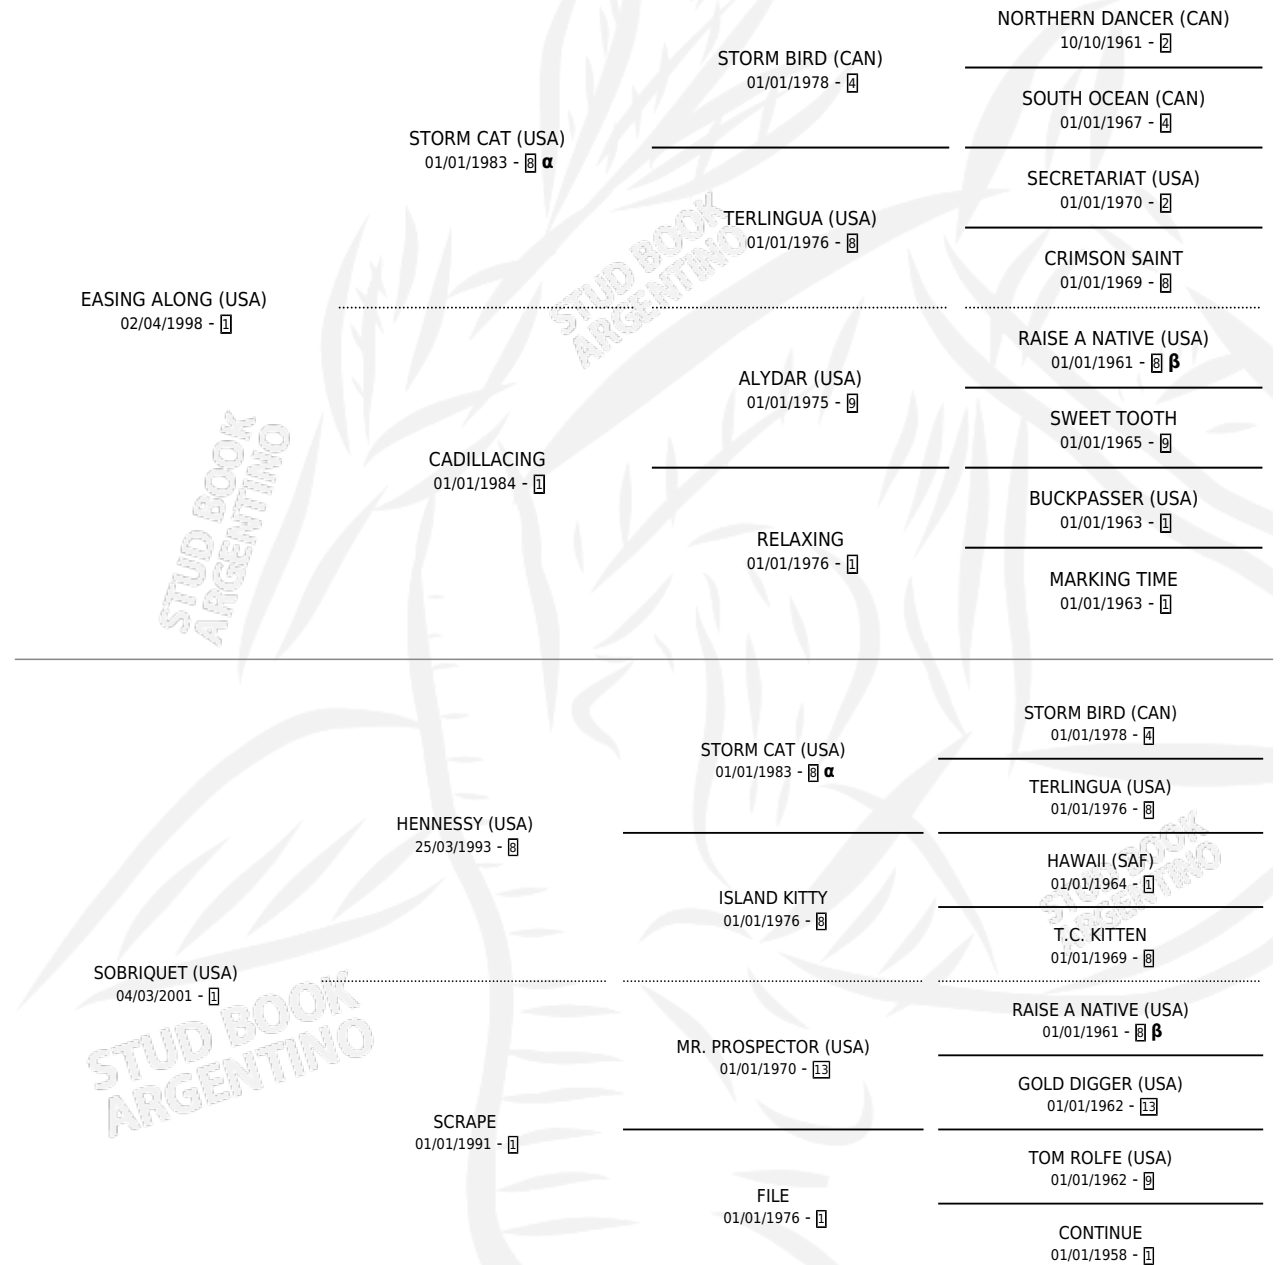 NORTHERN DANCER (CAN)
10/10/1961 - 2
STORM BIRD (CAN)
01/01/1978 - 4
SOUTH OCEAN (CAN)
01/01/1967 - 4
STORM CAT (USA)
01/01/1983 - 8 α
SECRETARIAT (USA)
01/01/1970 - 2
TERLINGUA (USA)
01/01/1976 - 8
CRIMSON SAINT
01/01/1969 - 8
EASING ALONG (USA)
02/04/1998 - 1
RAISE A NATIVE (USA)
01/01/1961 - 8 β
ALYDAR (USA)
01/01/1975 - 9
SWEET TOOTH
01/01/1965 - 9
CADILLACING
01/01/1984 - 1
BUCKPASSER (USA)
01/01/1963 - 1
RELAXING
01/01/1976 - 1
MARKING TIME
01/01/1963 - 1
STORM BIRD (CAN)
01/01/1978 - 4
STORM CAT (USA)
01/01/1983 - 8 α
TERLINGUA (USA)
01/01/1976 - 8
HENNESSY (USA)
25/03/1993 - 8
HAWAII (SAF)
01/01/1964 - 1
ISLAND KITTY
01/01/1976 - 8
T.C. KITTEN
01/01/1969 - 8
SOBRIQUET (USA)
04/03/2001 - 1
RAISE A NATIVE (USA)
01/01/1961 - 8 β
MR. PROSPECTOR (USA)
01/01/1970 - 13
GOLD DIGGER (USA)
01/01/1962 - 13
SCRAPE
01/01/1991 - 1
TOM ROLFE (USA)
01/01/1962 - 9
FILE
01/01/1976 - 1
CONTINUE
01/01/1958 - 1
STUD BOOK
ARGENTINO
STUD BOOK
ARGENTINO
STUD BOOK
ARGENTINO
STUD BOOK
ARGENTINO